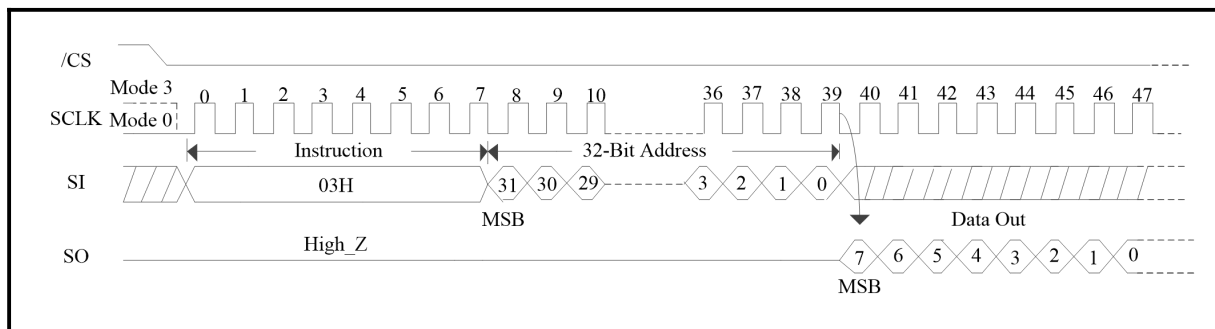 /CS
Mode 3
0 1 2 3 4 5 6 7 8 9 10 36 37 38 39 40 41 42 43 44 45 46 47
SCLK Mode 0
Instruction 32-Bit Address
SI 03H 31 30 29 3 2 1 0
MSB Data Out
High_Z
SO 7 6 5 4 3 2 1 0
MSB